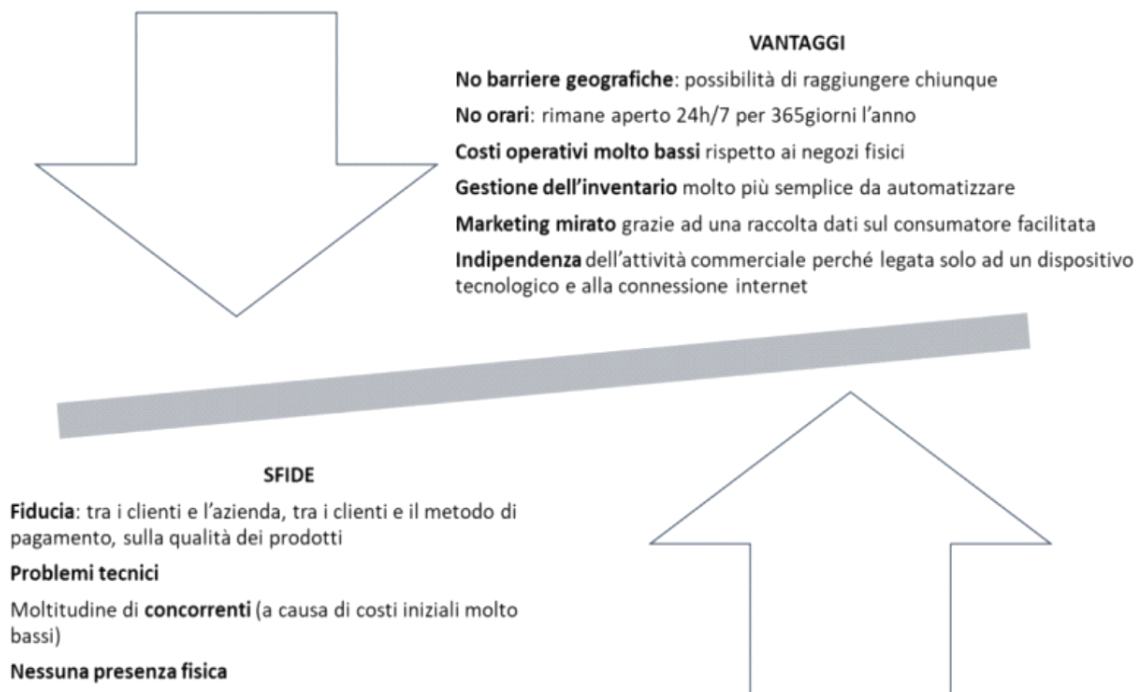 VANTAGGI
No barriere geografiche: possibilità di raggiungere chiunque
No orari: rimane aperto 24h/7 per 365giorni l’anno
Costi operativi molto bassi rispetto ai negozi fisici
Gestione dell’inventario molto più semplice da automatizzare
Marketing mirato grazie ad una raccolta dati sul consumatore facilitata
Indipendenza dell’attività commerciale perché legata solo ad un dispositivo
tecnologico e alla connessione internet
SFIDE
Fiducia: tra i clienti e l’azienda, tra i clienti e il metodo di
pagamento, sulla qualità dei prodotti
Problemi tecnici
Moltitudine di concorrenti (a causa di costi iniziali molto
bassi)
Nessuna presenza fisica